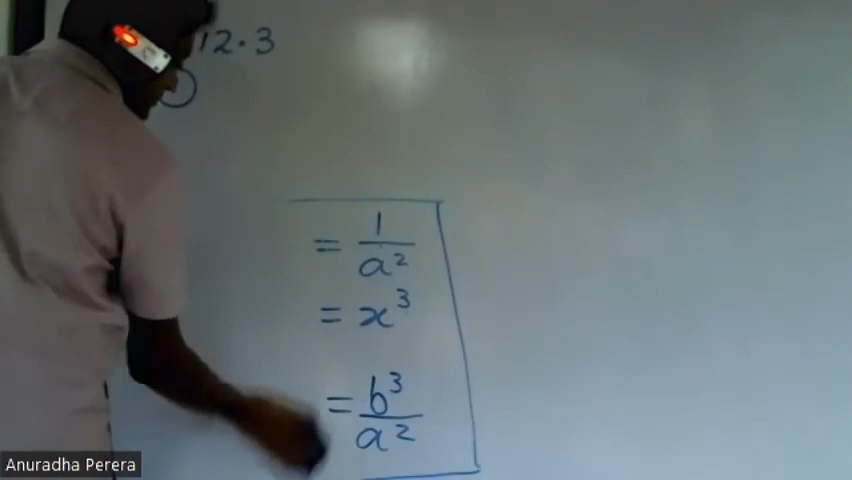 12.3
= 1/a²
= x³
= b³/a²
Anuradha Perera